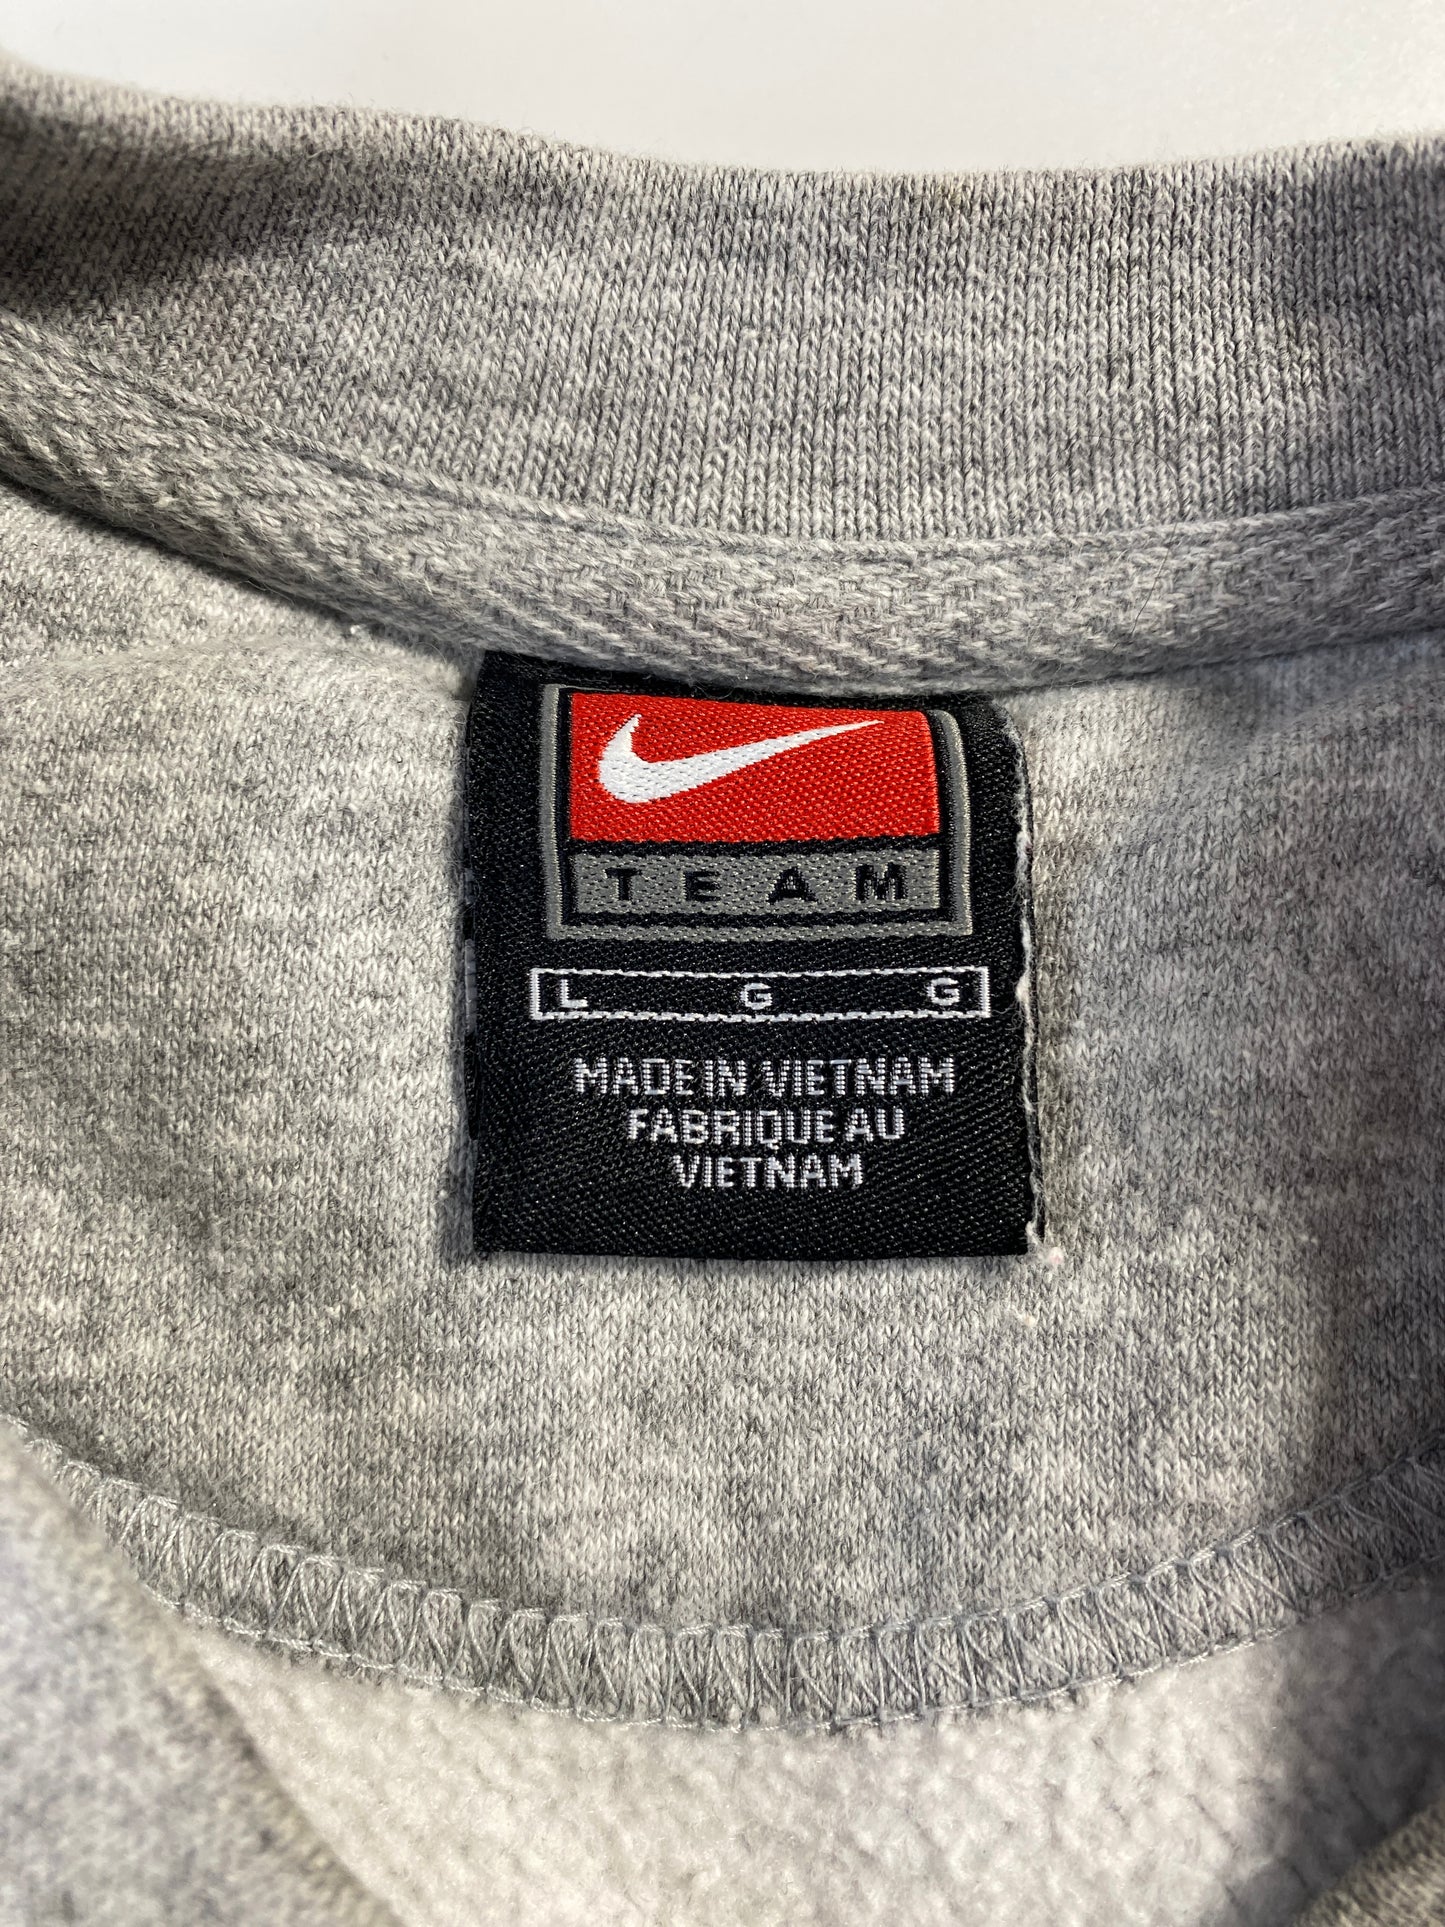 TEAM
L G G
MADE IN VIETNAM
FABRIQUE AU
VIETNAM